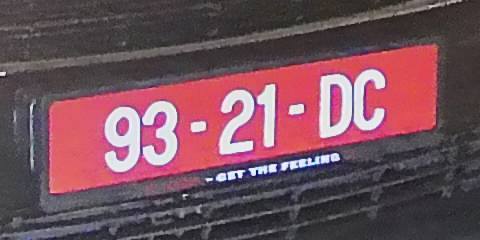 93-21-DC
- GET THE FEELING